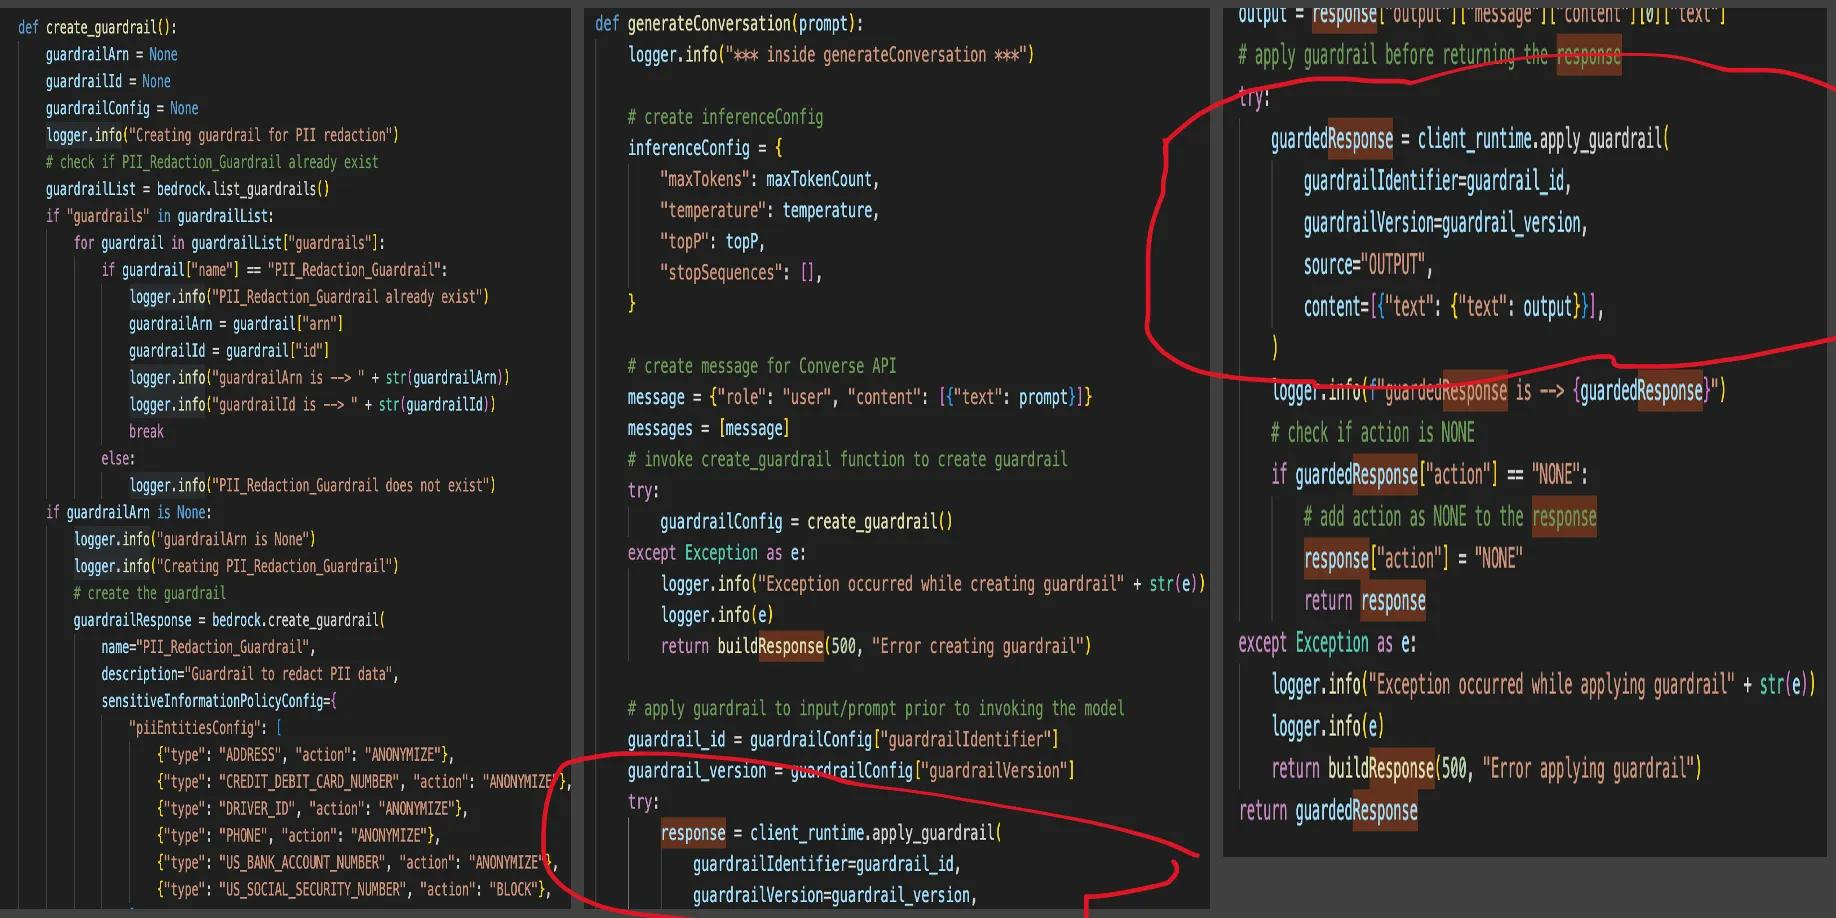 def create_guardrail():
guardrailArn = None
guardrailId = None
guardrailConfig = None
logger.info("Creating guardrail for PII redaction")
# check if PII_Redaction_Guardrail already exist
guardrailList = bedrock.list_guardrails()
if "guardrails" in guardrailList:
for guardrail in guardrailList["guardrails"]:
if guardrail["name"] == "PII_Redaction_Guardrail":
logger.info("PII_Redaction_Guardrail already exist")
guardrailArn = guardrail["arn"]
guardrailId = guardrail["id"]
logger.info("guardrailArn is --> " + str(guardrailArn))
logger.info("guardrailId is --> " + str(guardrailId))
break
else:
logger.info("PII_Redaction_Guardrail does not exist")
if guardrailArn is None:
logger.info("guardrailArn is None")
logger.info("Creating PII_Redaction_Guardrail")
# create the guardrail
guardrailResponse = bedrock.create_guardrail(
name="PII_Redaction_Guardrail",
description="Guardrail to redact PII data",
sensitiveInformationPolicyConfig={
"piiEntitiesConfig": [
{"type": "ADDRESS", "action": "ANONYMIZE"},
{"type": "CREDIT_DEBIT_CARD_NUMBER", "action": "ANONYMIZE"},
{"type": "DRIVER_ID", "action": "ANONYMIZE"},
{"type": "PHONE", "action": "ANONYMIZE"},
{"type": "US_BANK_ACCOUNT_NUMBER", "action": "ANONYMIZE"},
{"type": "US_SOCIAL_SECURITY_NUMBER", "action": "BLOCK"},
def generateConversation(prompt):
logger.info("*** inside generateConversation ***")
# create inferenceConfig
inferenceConfig = {
"maxTokens": maxTokenCount,
"temperature": temperature,
"topP": topP,
"stopSequences": [],
}
# create message for Converse API
message = {"role": "user", "content": [{"text": prompt}]}
messages = [message]
# invoke create_guardrail function to create guardrail
try:
guardrailConfig = create_guardrail()
except Exception as e:
logger.info("Exception occurred while creating guardrail" + str(e))
logger.info(e)
return buildResponse(500, "Error creating guardrail")
# apply guardrail to input/prompt prior to invoking the model
guardrail_id = guardrailConfig["guardrailIdentifier"]
guardrail_version = guardrailConfig["guardrailVersion"]
try:
response = client_runtime.apply_guardrail(
guardrailIdentifier=guardrail_id,
guardrailVersion=guardrail_version,
output = response["output"]["message"]["content"][0]["text"]
# apply guardrail before returning the response
try:
guardedResponse = client_runtime.apply_guardrail(
guardrailIdentifier=guardrail_id,
guardrailVersion=guardrail_version,
source="OUTPUT",
content=[{"text": {"text": output}}],
)
logger.info(f"guardedResponse is --> {guardedResponse}")
# check if action is NONE
if guardedResponse["action"] == "NONE":
# add action as NONE to the response
response["action"] = "NONE"
return response
except Exception as e:
logger.info("Exception occurred while applying guardrail" + str(e))
logger.info(e)
return buildResponse(500, "Error applying guardrail")
return guardedResponse